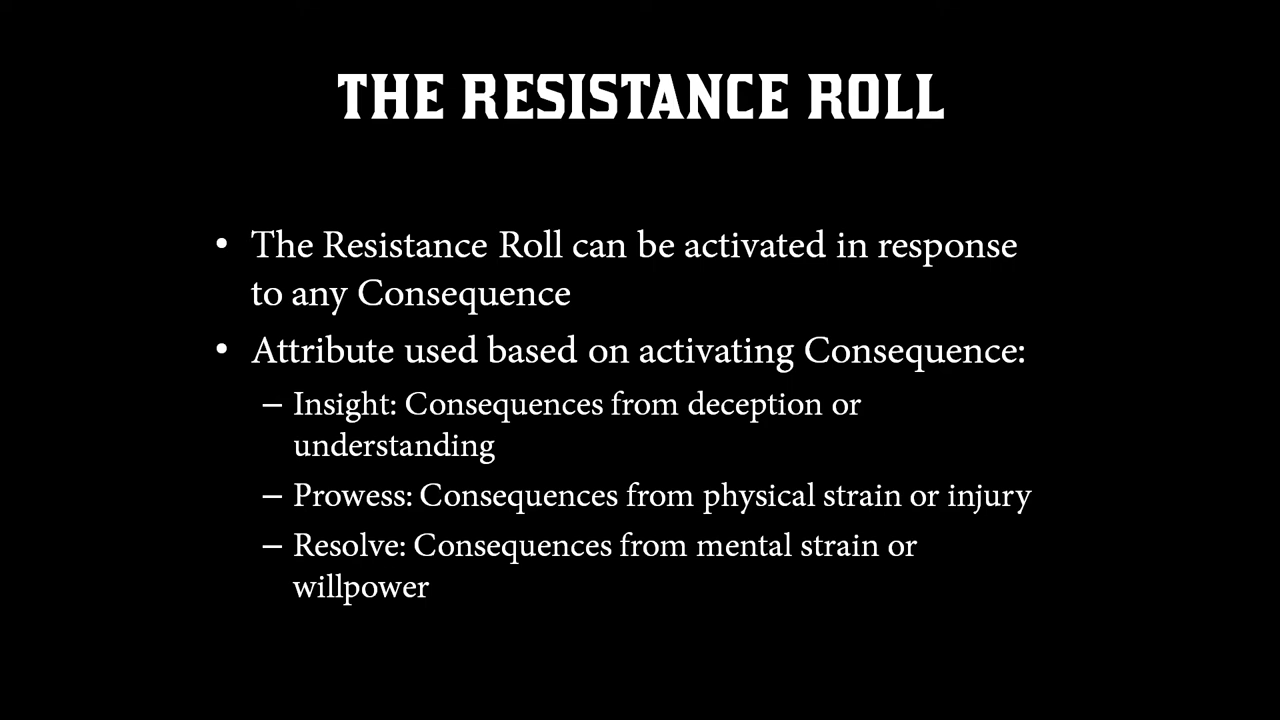 THE RESISTANCE ROLL
• The Resistance Roll can be activated in response
to any Consequence
• Attribute used based on activating Consequence:
– Insight: Consequences from deception or
understanding
– Prowess: Consequences from physical strain or injury
– Resolve: Consequences from mental strain or
willpower